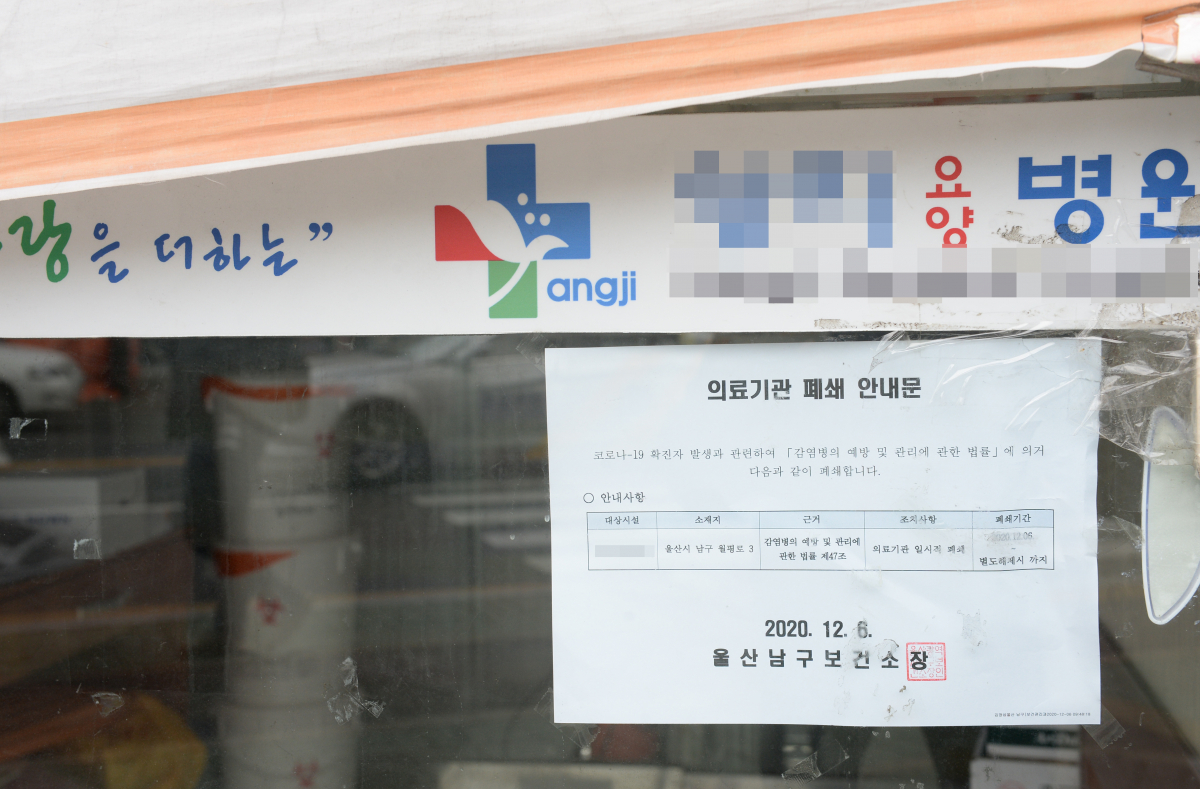 랑을 더하는”
angji
요양 병원
의료기관 폐쇄 안내문
코로나-19 확진자 발생과 관련하여 「감염병의 예방 및 관리에 관한 법률」에 의거
다음과 같이 폐쇄합니다.
○ 안내사항
대상시설 소재지 근거 조치사항 폐쇄기간
울산시 남구 월평로 3 감염병의 예방 및 관리에 관한 법률 제47조 의료기관 일시적 폐쇄 2020.12.06 ~ 별도해제시 까지
2020. 12. 6.
울산남구보건소장